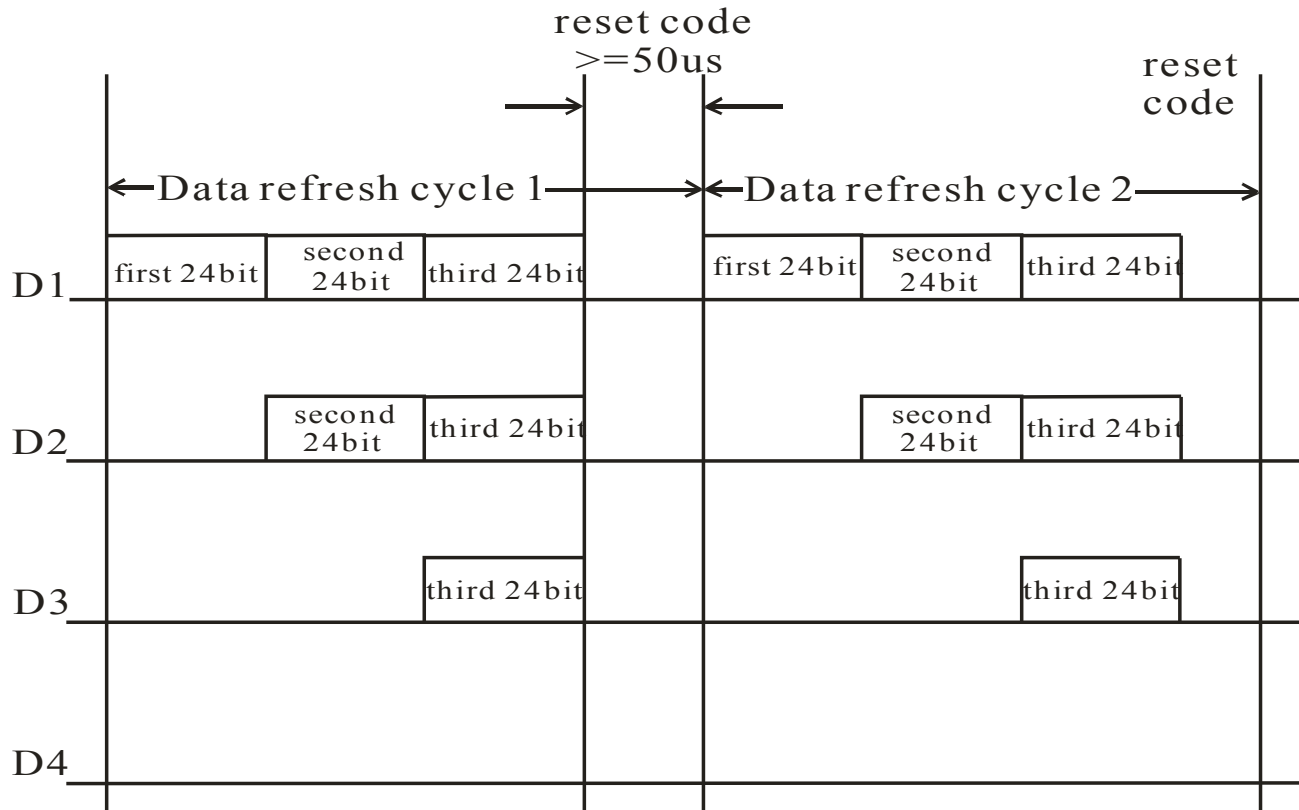 reset code
>=50us
reset
code
Data refresh cycle 1
Data refresh cycle 2
D1
first 24bit
second
24bit
third 24bit
first 24bit
second
24bit
third 24bit
D2
second
24bit
third 24bit
second
24bit
third 24bit
D3
third 24bit
third 24bit
D4